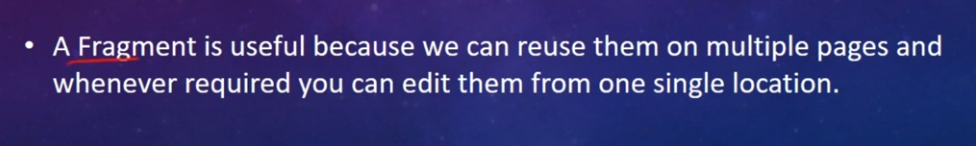 • A Fragment is useful because we can reuse them on multiple pages and
whenever required you can edit them from one single location.